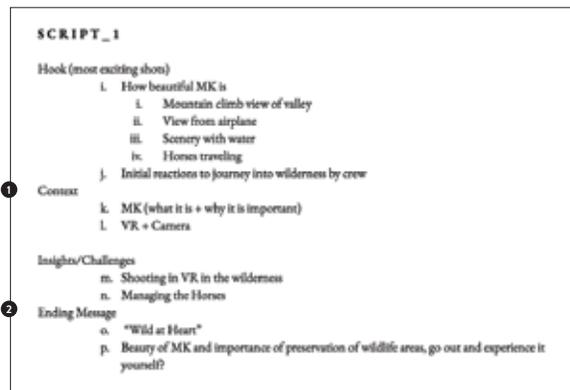 SCRIPT_1
Hook (most exciting shots)
i. How beautiful MK is
i. Mountain climb view of valley
ii. View from airplane
iii. Scenery with water
iv. Horses traveling
j. Initial reactions to journey into wilderness by crew
1
Context
k. MK (what it is + why it is important)
l. VR + Camera
Insights/Challenges
m. Shooting in VR in the wilderness
n. Managing the Horses
2
Ending Message
o. "Wild at Heart"
p. Beauty of MK and importance of preservation of wildlife areas, go out and experience it
yourself?